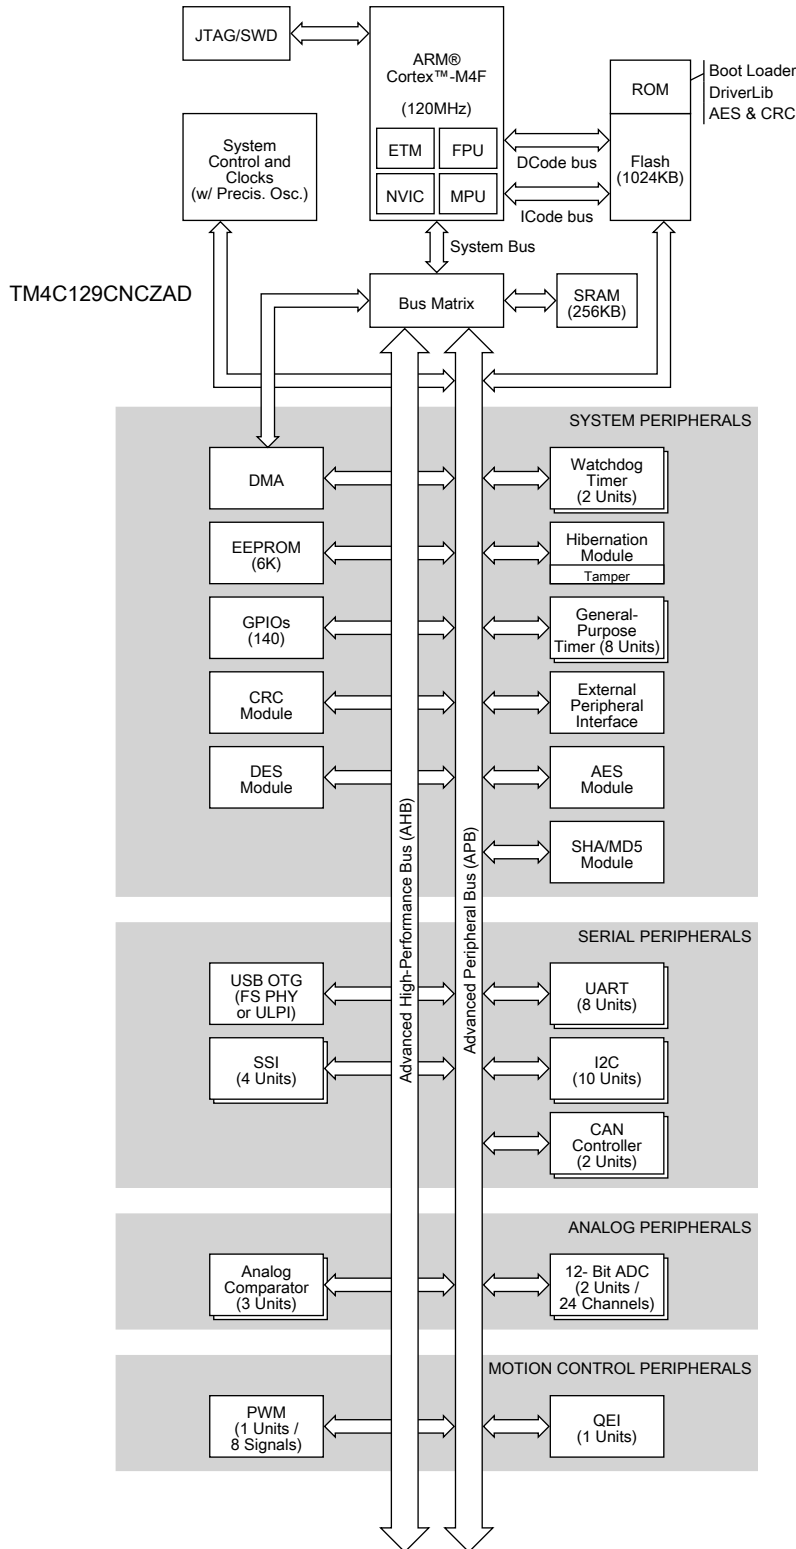 JTAG/SWD
ARM®
Cortex™-M4F
(120MHz)
ETM
FPU
NVIC
MPU
DCode bus
ICode bus
ROM
Flash
(1024KB)
Boot Loader
DriverLib
AES & CRC
System
Control and
Clocks
(w/ Precis. Osc.)
System Bus
TM4C129CNCZAD
Bus Matrix
SRAM
(256KB)
SYSTEM PERIPHERALS
DMA
Watchdog
Timer
(2 Units)
EEPROM
(6K)
Hibernation
Module
Tamper
GPIOs
(140)
General-
Purpose
Timer (8 Units)
CRC
Module
External
Peripheral
Interface
DES
Module
AES
Module
SHA/MD5
Module
Advanced High-Performance Bus (AHB)
Advanced Peripheral Bus (APB)
SERIAL PERIPHERALS
USB OTG
(FS PHY
or ULPI)
UART
(8 Units)
SSI
(4 Units)
I2C
(10 Units)
CAN
Controller
(2 Units)
ANALOG PERIPHERALS
Analog
Comparator
(3 Units)
12- Bit ADC
(2 Units /
24 Channels)
MOTION CONTROL PERIPHERALS
PWM
(1 Units /
8 Signals)
QEI
(1 Units)